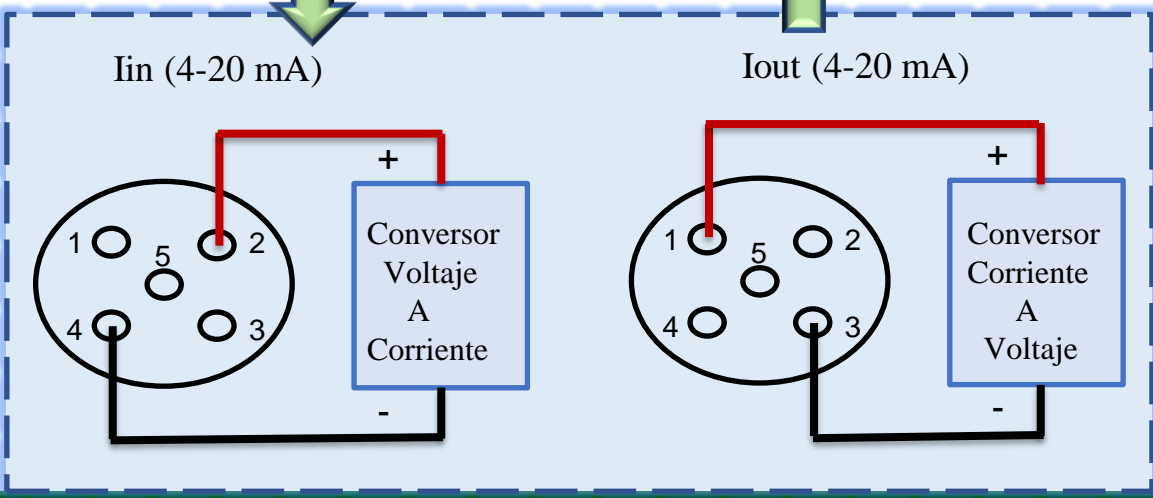 Iin (4-20 mA)
+
1
2
5
4
3
Conversor
Voltaje
A
Corriente
-
Iout (4-20 mA)
+
1
2
5
4
3
Conversor
Corriente
A
Voltaje
-